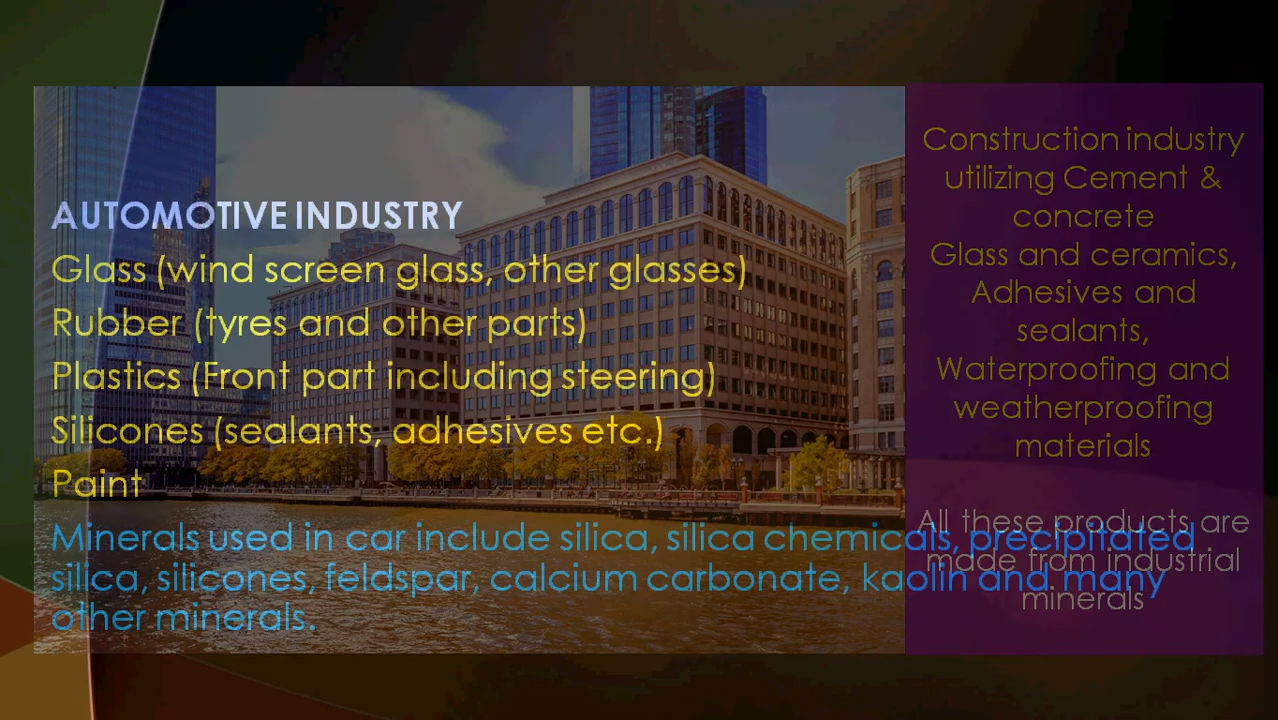 AUTOMOTIVE INDUSTRY
Glass (wind screen glass, other glasses)
Rubber (tyres and other parts)
Plastics (Front part including steering)
Silicones (sealants, adhesives etc.)
Paint
Minerals used in car include silica, silica chemicals, precipitated
silica, silicones, feldspar, calcium carbonate, kaolin and many
other minerals.
Construction industry
utilizing Cement &
concrete
Glass and ceramics,
Adhesives and
sealants,
Waterproofing and
weatherproofing
materials
All these products are
made from industrial
minerals